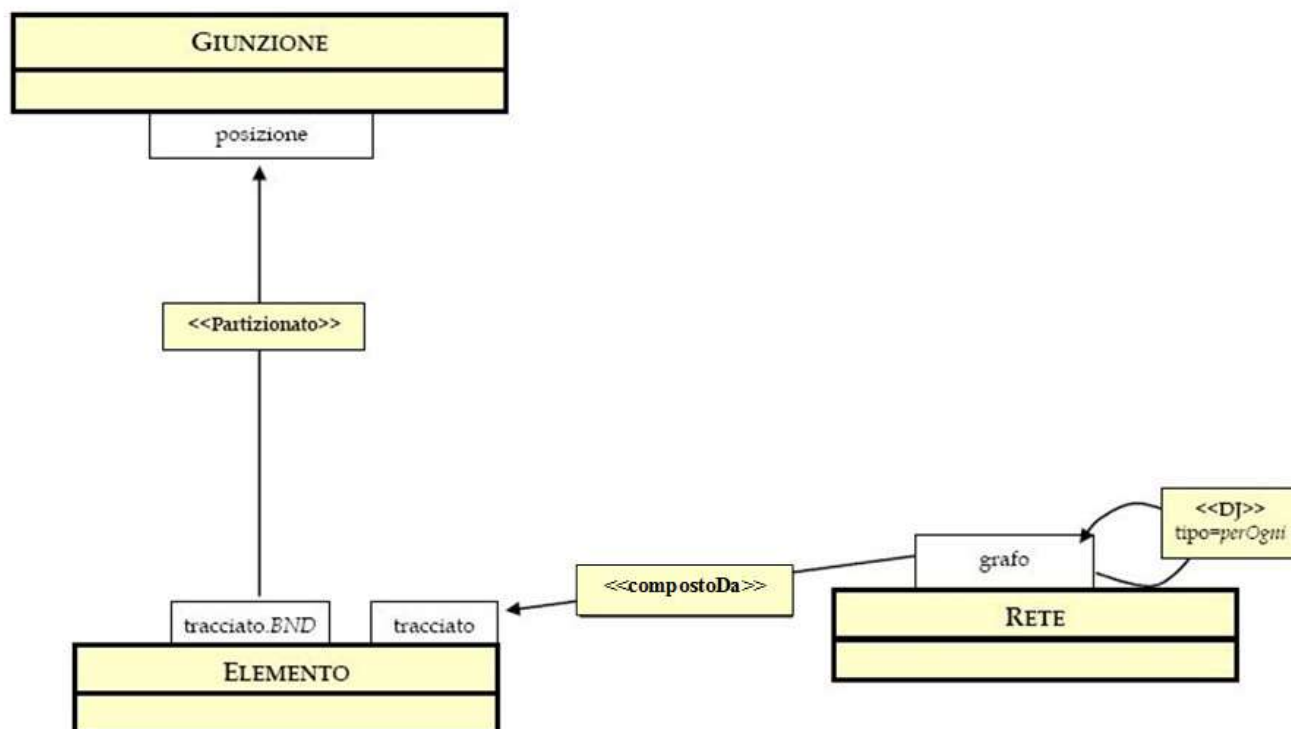 GIUNZIONE
posizione
<<Partizionato>>
<<DJ>>
tipo=perOgni
grafo
<<compostoDa>>
RETE
tracciato.BND
tracciato
ELEMENTO